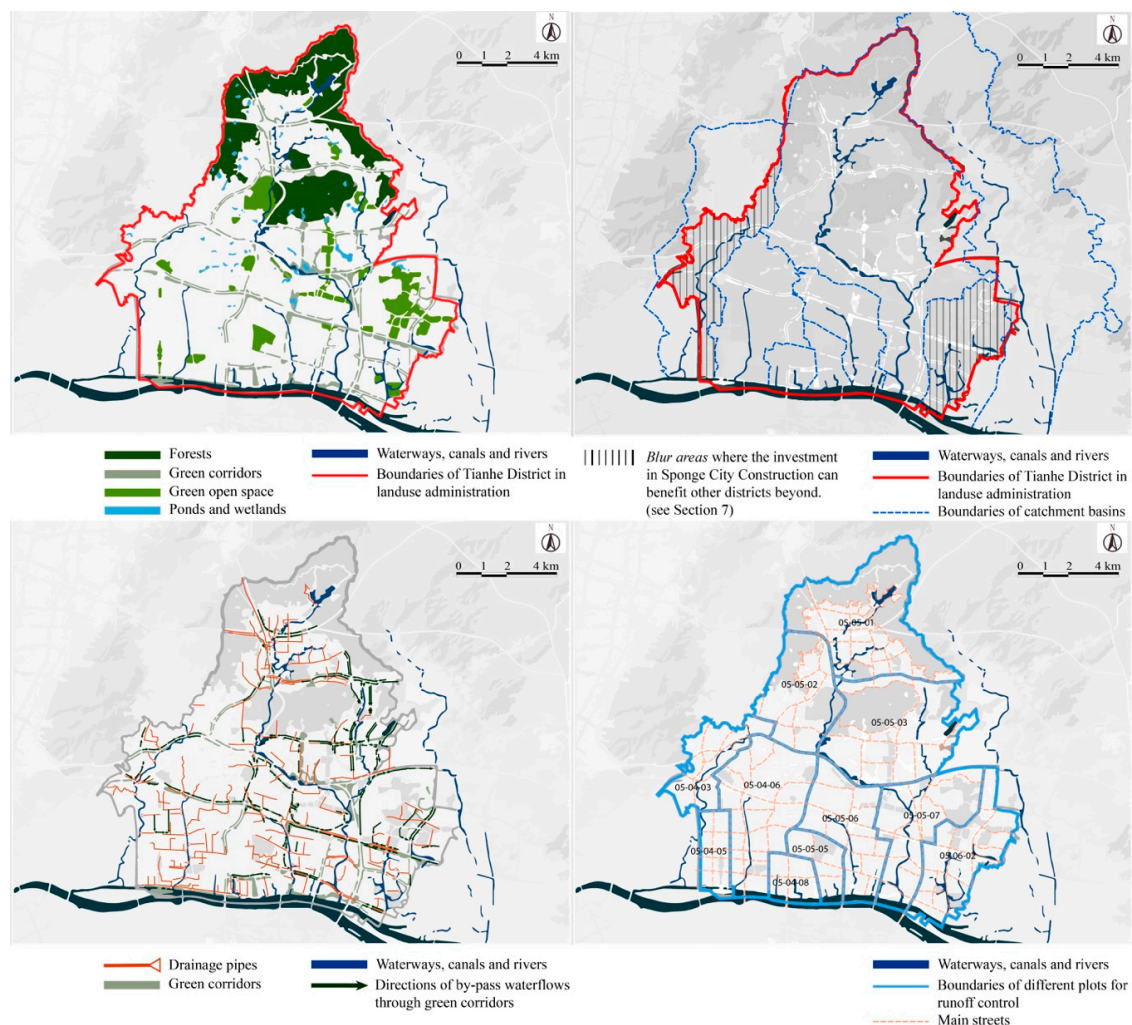 N
0 1 2 4 km
N
0 1 2 4 km
Forests
Green corridors
Green open space
Ponds and wetlands
Waterways, canals and rivers
Boundaries of Tianhe District in
landuse administration
Blur areas where the investment
in Sponge City Construction can
benefit other districts beyond.
(see Section 7)
Waterways, canals and rivers
Boundaries of Tianhe District in
landuse administration
Boundaries of catchment basins
N
0 1 2 4 km
N
0 1 2 4 km
05-05-01
05-05-02
05-05-03
05-04-03
05-04-06
05-05-06
05-05-07
05-04-05
05-05-05
05-06-02
05-04-08
Drainage pipes
Green corridors
Waterways, canals and rivers
Directions of by-pass waterflows
through green corridors
Waterways, canals and rivers
Boundaries of different plots for
runoff control
Main streets